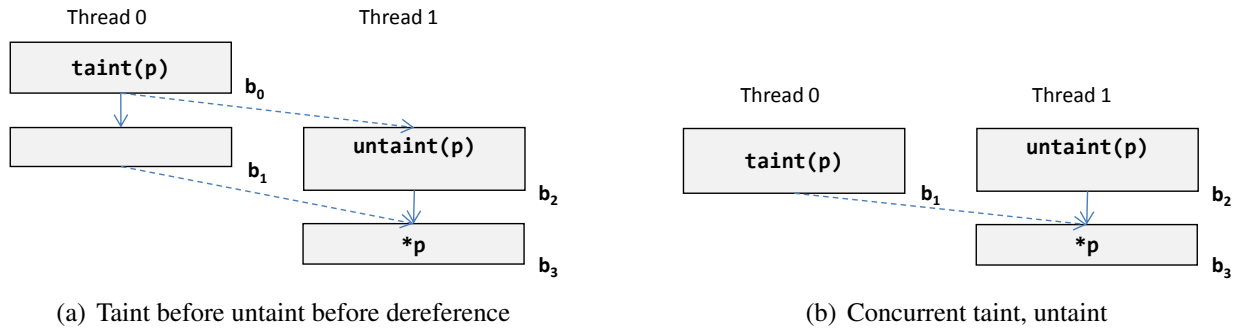 Thread 0 Thread 1
taint(p)
b0
untaint(p)
b1
b2
*p
b3
(a) Taint before untaint before dereference
Thread 0 Thread 1
taint(p) untaint(p)
b1
b2
*p
b3
(b) Concurrent taint, untaint